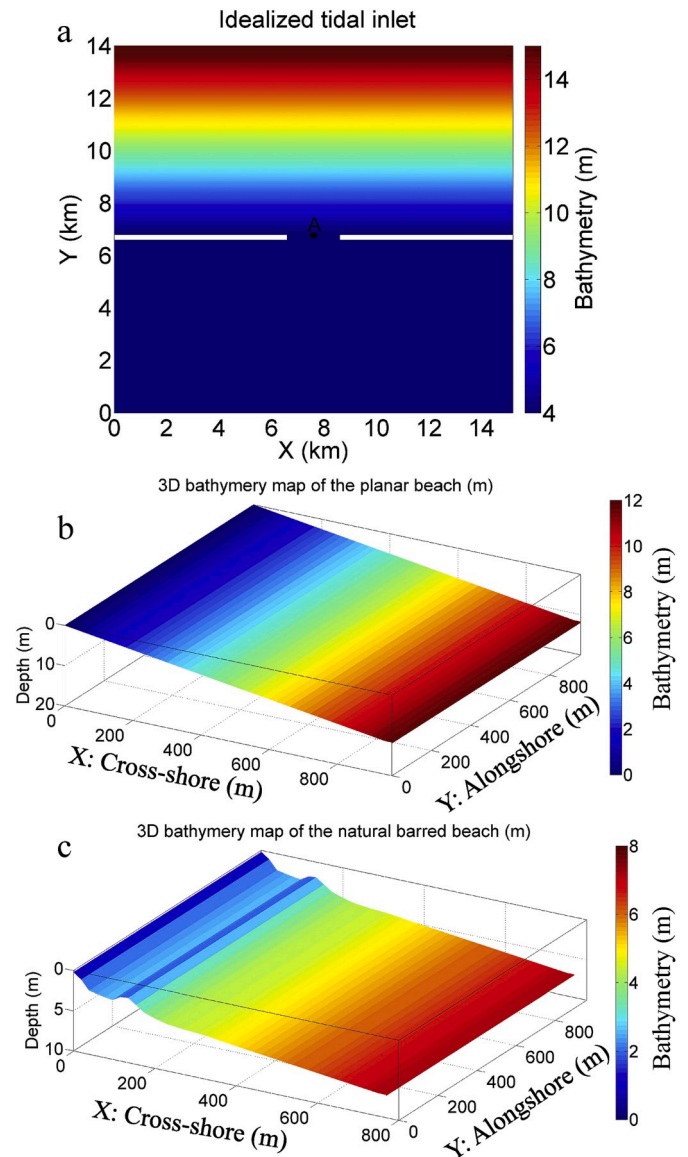 a
Idealized tidal inlet
14
12
10
8
6
4
2
0
Y (km)
A
0 2 4 6 8 10 12 14
X (km)
14
12
10
8
6
4
Bathymetry (m)
3D bathymery map of the planar beach (m)
b
0
10
20
Depth (m)
0 200 400 600 800
X: Cross-shore (m)
0 200 400 600 800
Y: Alongshore (m)
12
10
8
6
4
2
0
Bathymetry (m)
3D bathymery map of the natural barred beach (m)
c
0
5
10
Depth (m)
0 200 400 600 800
X: Cross-shore (m)
0 200 400 600 800
Y: Alongshore (m)
8
6
4
2
0
Bathymetry (m)